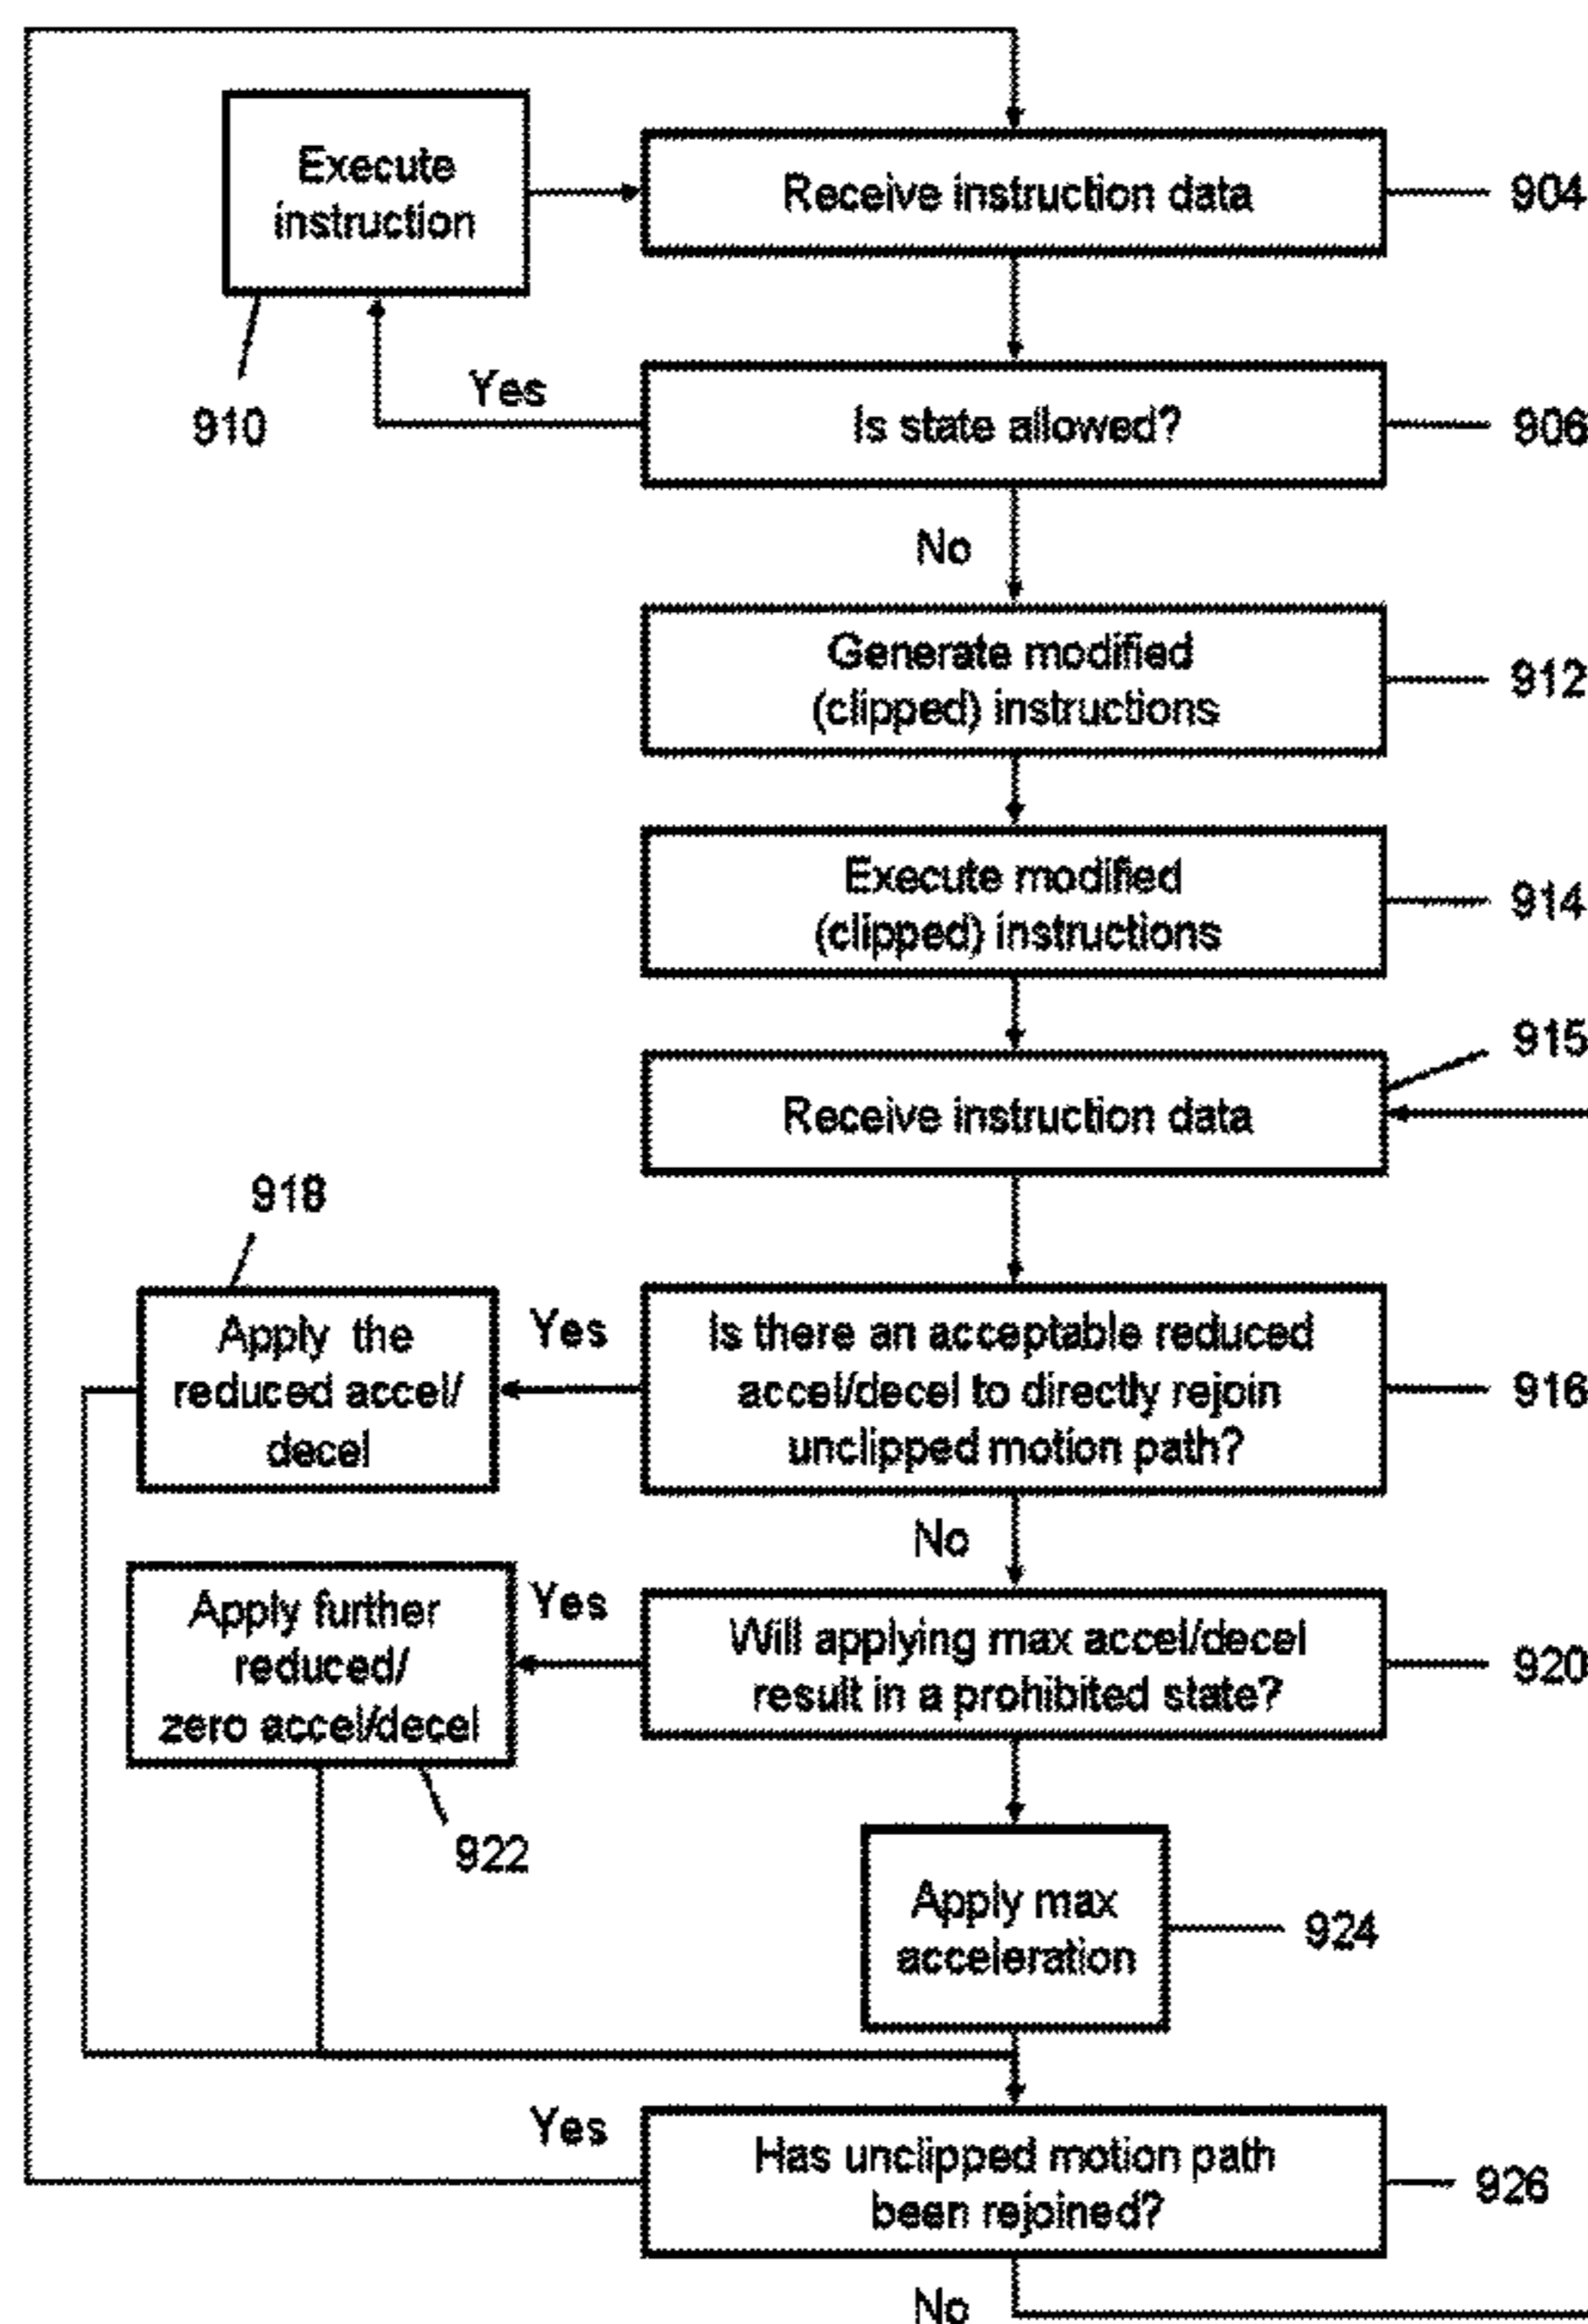 Execute
instruction
Receive instruction data
904
910
Yes
Is state allowed?
906
No
Generate modified
(clipped) instructions
912
Execute modified
(clipped) instructions
914
915
Receive instruction data
918
Apply the
reduced accel/
decel
Yes
Is there an acceptable reduced
accel/decel to directly rejoin
unclipped motion path?
916
No
Apply further
reduced/
zero accel/decel
Yes
Will applying max accel/decel
result in a prohibited state?
920
922
Apply max
acceleration
924
Yes
Has unclipped motion path
been rejoined?
926
No